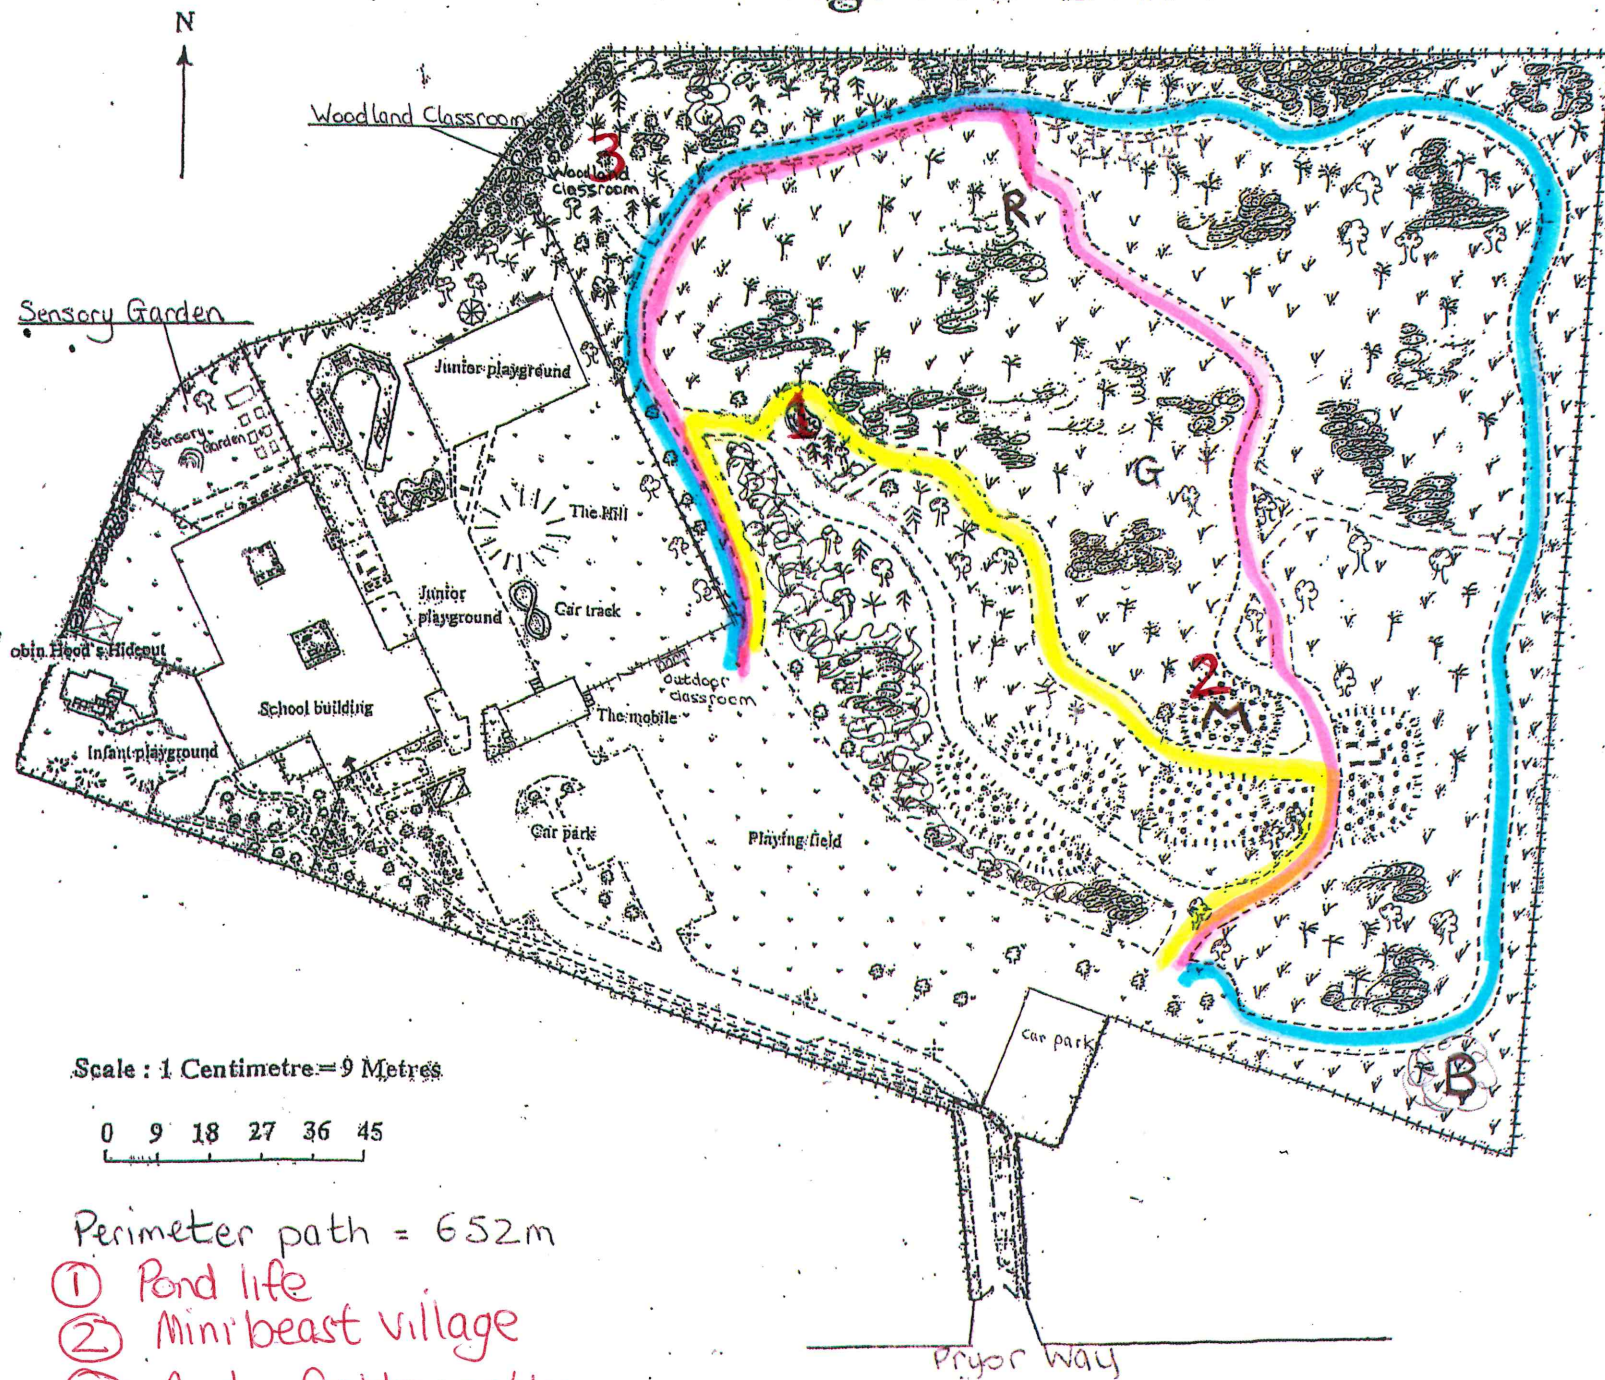 N
Woodland Classroom
3
Woodland
classroom
R
Sensory Garden
Junior playground
1
Sensory
Garden
G
The Hill
Junior
playground
Car track
obin Hood's Hideout
outdoor
classroom
2
M
School building
The mobile
Infant playground
Car park
Playing field
car park
B
Scale : 1 Centimetre = 9 Metres
0 9 18 27 36 45
Perimeter path = 652m
① Pond life
② Minibeast village
Pryor Way